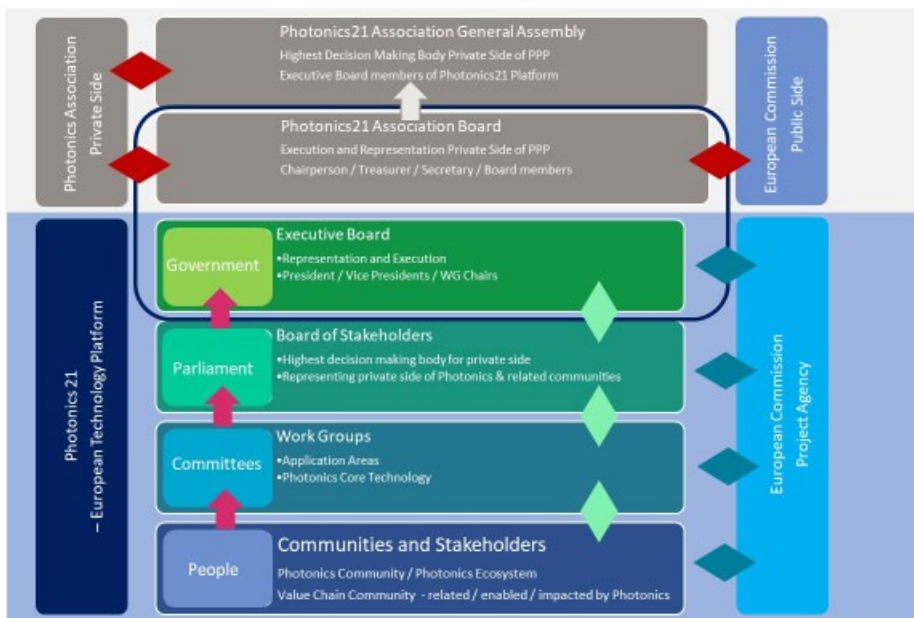 Photonics Association
Private Side
Photonics21 Association General Assembly
Highest Decision Making Body Private Side of PPP
Executive Board members of Photonics21 Platform
Photonics21 Association Board
Execution and Representation Private Side of PPP
Chairperson / Treasurer / Secretary / Board members
European Commission
Public Side
Photonics 21
– European Technology Platform
Government
Executive Board
•Representation and Execution
•President / Vice Presidents / WG Chairs
Parliament
Board of Stakeholders
•Highest decision making body for private side
•Representing private side of Photonics & related communities
Committees
Work Groups
•Application Areas
•Photonics Core Technology
People
Communities and Stakeholders
Photonics Community / Photonics Ecosystem
Value Chain Community - related / enabled / impacted by Photonics
European Commission
Project Agency